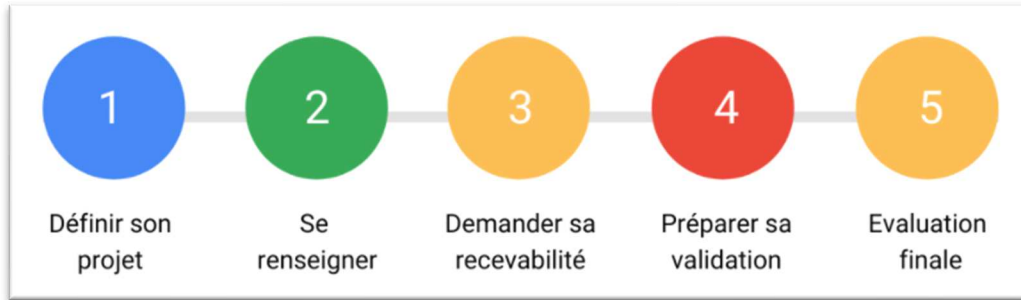 1
2
3
4
5
Définir son
projet
Se
renseigner
Demander sa
recevabilité
Préparer sa
validation
Evaluation
finale